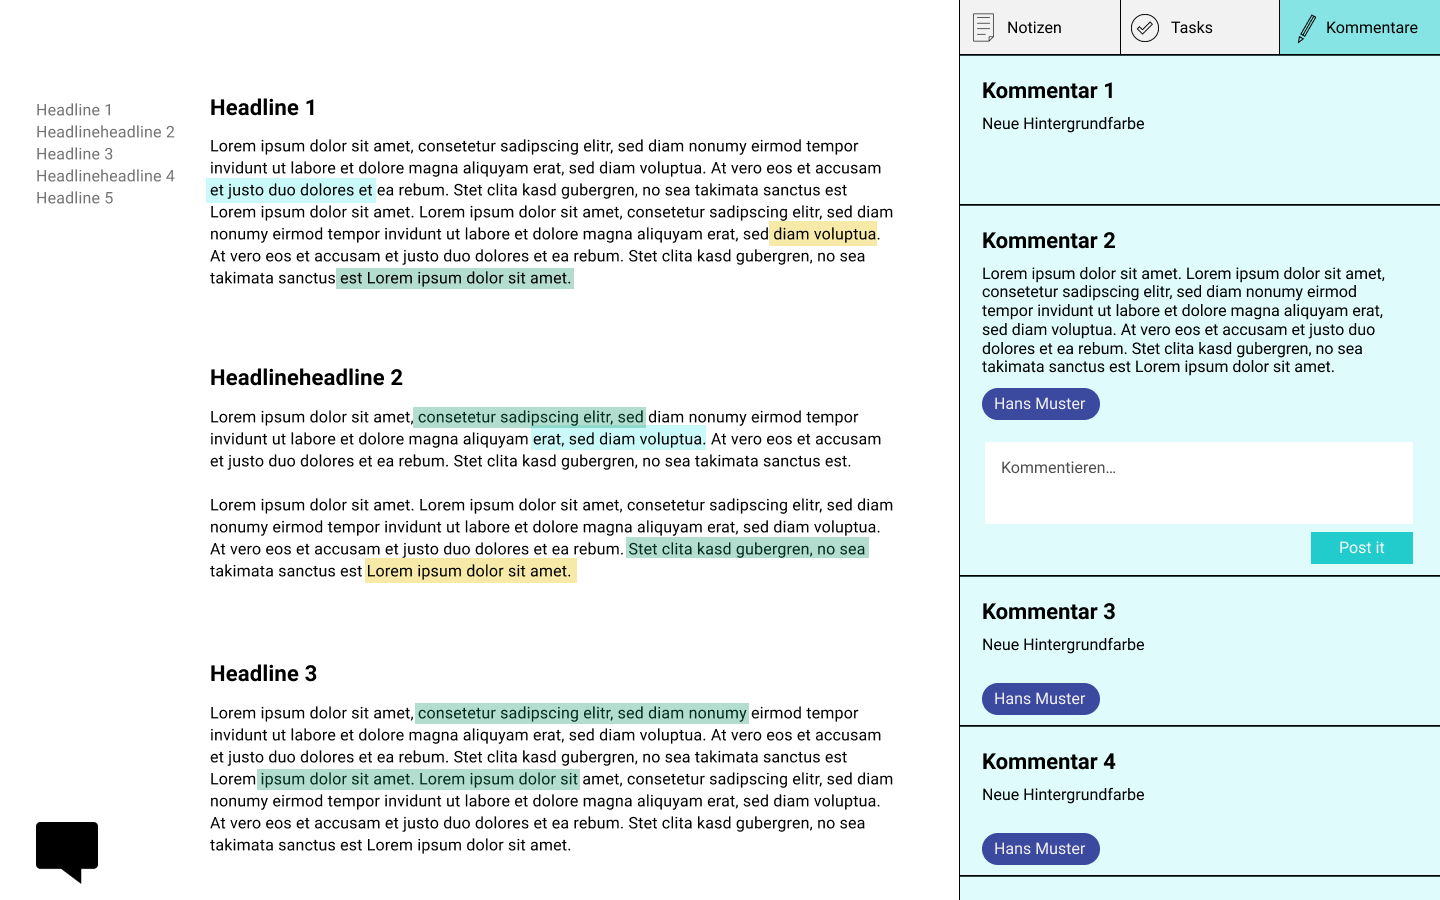 Headline 1
Headlineheadline 2
Headline 3
Headlineheadline 4
Headline 5
Headline 1
Lorem ipsum dolor sit amet, consetetur sadipscing elitr, sed diam nonumy eirmod tempor
invidunt ut labore et dolore magna aliquyam erat, sed diam voluptua. At vero eos et accusam
et justo duo dolores et ea rebum. Stet clita kasd gubergren, no sea takimata sanctus est
Lorem ipsum dolor sit amet. Lorem ipsum dolor sit amet, consetetur sadipscing elitr, sed diam
nonumy eirmod tempor invidunt ut labore et dolore magna aliquyam erat, sed diam voluptua.
At vero eos et accusam et justo duo dolores et ea rebum. Stet clita kasd gubergren, no sea
takimata sanctus est Lorem ipsum dolor sit amet.
Headlineheadline 2
Lorem ipsum dolor sit amet, consetetur sadipscing elitr, sed diam nonumy eirmod tempor
invidunt ut labore et dolore magna aliquyam erat, sed diam voluptua. At vero eos et accusam
et justo duo dolores et ea rebum. Stet clita kasd gubergren, no sea takimata sanctus est.
Lorem ipsum dolor sit amet. Lorem ipsum dolor sit amet, consetetur sadipscing elitr, sed diam
nonumy eirmod tempor invidunt ut labore et dolore magna aliquyam erat, sed diam voluptua.
At vero eos et accusam et justo duo dolores et ea rebum. Stet clita kasd gubergren, no sea
takimata sanctus est Lorem ipsum dolor sit amet.
Headline 3
Lorem ipsum dolor sit amet, consetetur sadipscing elitr, sed diam nonumy eirmod tempor
invidunt ut labore et dolore magna aliquyam erat, sed diam voluptua. At vero eos et accusam
et justo duo dolores et ea rebum. Stet clita kasd gubergren, no sea takimata sanctus est
Lorem ipsum dolor sit amet. Lorem ipsum dolor sit amet, consetetur sadipscing elitr, sed diam
nonumy eirmod tempor invidunt ut labore et dolore magna aliquyam erat, sed diam voluptua.
At vero eos et accusam et justo duo dolores et ea rebum. Stet clita kasd gubergren, no sea
takimata sanctus est Lorem ipsum dolor sit amet.
Notizen
Tasks
Kommentare
Kommentar 1
Neue Hintergrundfarbe
Kommentar 2
Lorem ipsum dolor sit amet. Lorem ipsum dolor sit amet,
consetetur sadipscing elitr, sed diam nonumy eirmod
tempor invidunt ut labore et dolore magna aliquyam erat,
sed diam voluptua. At vero eos et accusam et justo duo
dolores et ea rebum. Stet clita kasd gubergren, no sea
takimata sanctus est Lorem ipsum dolor sit amet.
Hans Muster
Kommentieren...
Post it
Kommentar 3
Neue Hintergrundfarbe
Hans Muster
Kommentar 4
Neue Hintergrundfarbe
Hans Muster